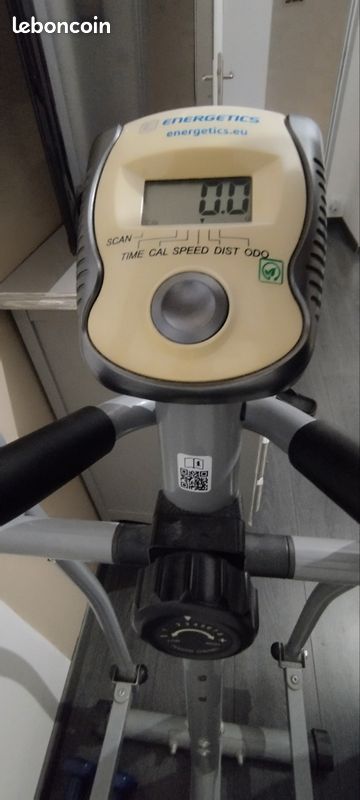 leboncoin
ENERGETICS
energetics.eu
0.0
SCAN
TIME CAL SPEED DIST ODO